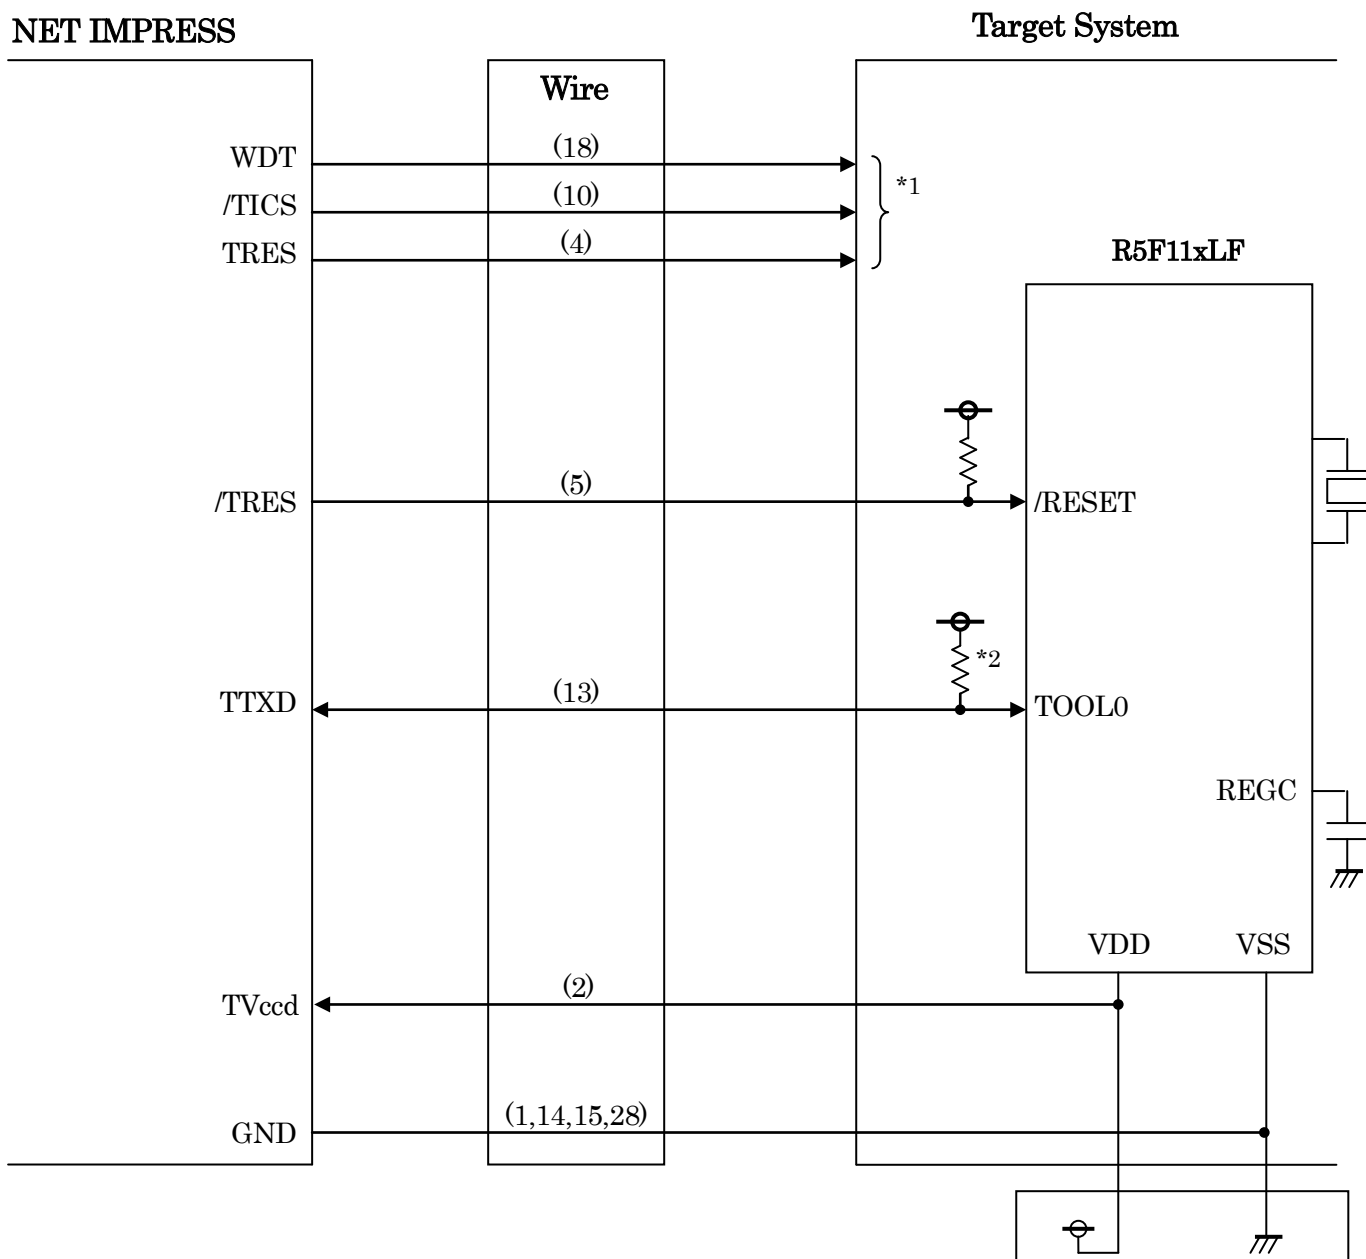 NET IMPRESS
Target System
Wire
WDT
(18)
/TICS
(10)
TRES
(4)
*1
R5F11xLF
/TRES
(5)
/RESET
TTXD
(13)
*2
TOOL0
REGC
VDD
VSS
TVccd
(2)
GND
(1,14,15,28)